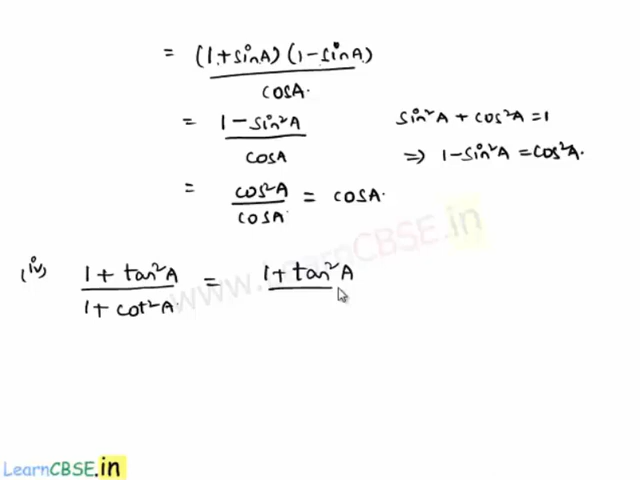 = (1+sinA)(1-sinA)
cosA.
= 1-sin²A
cosA
sin²A + cos²A = 1
⇒ 1-sin²A = cos²A.
= cos²A = cosA.
cosA.
(iv) 1 + tan²A = 1 + tan²A
1 + cot²A.
www.LearnCBSE.in
LearnCBSE.in